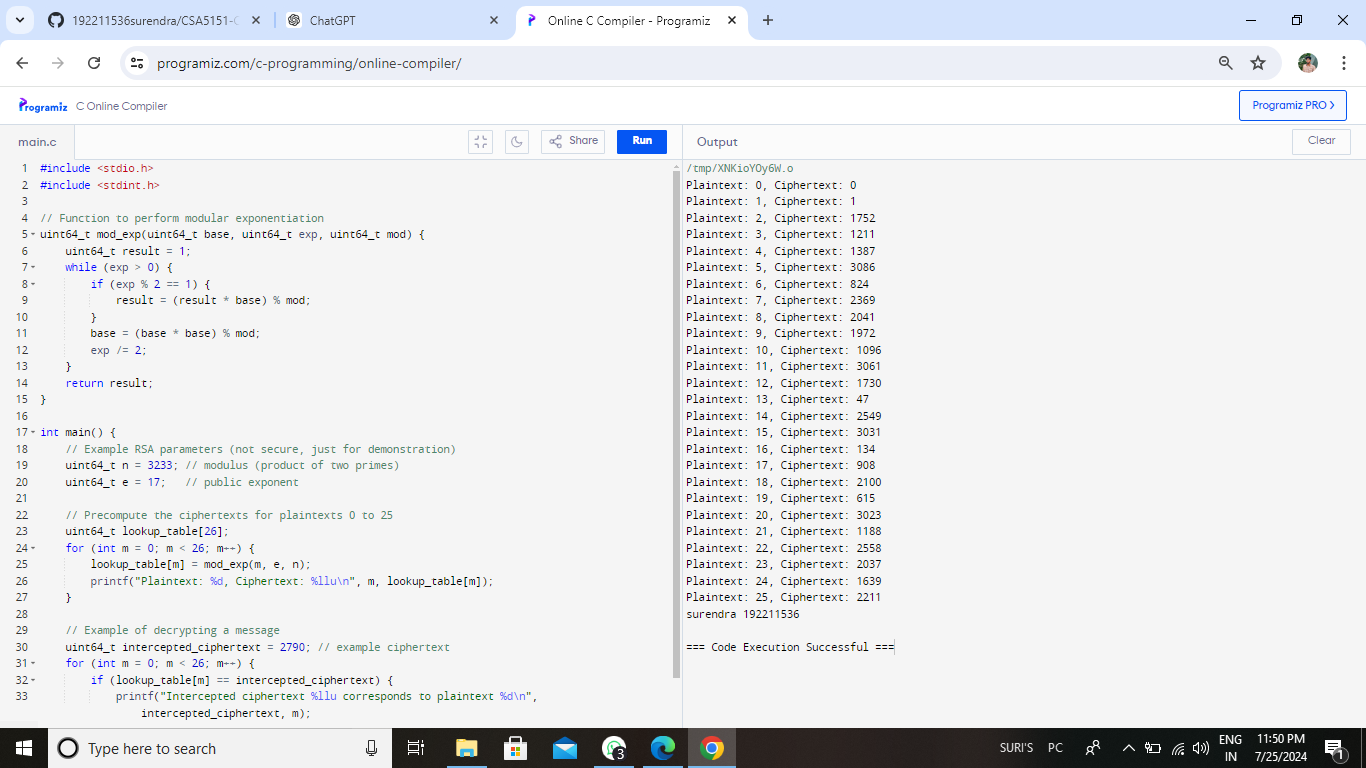 192211536surendra/CSA5151-C
ChatGPT
Online C Compiler - Programiz
programiz.com/c-programming/online-compiler/
Programiz
C Online Compiler
Programiz PRO >
main.c
Share
Run
Output
Clear
1 #include <stdio.h>
2 #include <stdint.h>
3
4 // Function to perform modular exponentiation
5 uint64_t mod_exp(uint64_t base, uint64_t exp, uint64_t mod) {
6 uint64_t result = 1;
7 while (exp > 0) {
8 if (exp % 2 == 1) {
9 result = (result * base) % mod;
10 }
11 base = (base * base) % mod;
12 exp /= 2;
13 }
14 return result;
15 }
16
17 int main() {
18 // Example RSA parameters (not secure, just for demonstration)
19 uint64_t n = 3233; // modulus (product of two primes)
20 uint64_t e = 17; // public exponent
21
22 // Precompute the ciphertexts for plaintexts 0 to 25
23 uint64_t lookup_table[26];
24 for (int m = 0; m < 26; m++) {
25 lookup_table[m] = mod_exp(m, e, n);
26 printf("Plaintext: %d, Ciphertext: %llu\n", m, lookup_table[m]);
27 }
28
29 // Example of decrypting a message
30 uint64_t intercepted_ciphertext = 2790; // example ciphertext
31 for (int m = 0; m < 26; m++) {
32 if (lookup_table[m] == intercepted_ciphertext) {
33 printf("Intercepted ciphertext %llu corresponds to plaintext %d\n",
intercepted_ciphertext, m);
/tmp/XNKioYOy6W.o
Plaintext: 0, Ciphertext: 0
Plaintext: 1, Ciphertext: 1
Plaintext: 2, Ciphertext: 1752
Plaintext: 3, Ciphertext: 1211
Plaintext: 4, Ciphertext: 1387
Plaintext: 5, Ciphertext: 3086
Plaintext: 6, Ciphertext: 824
Plaintext: 7, Ciphertext: 2369
Plaintext: 8, Ciphertext: 2041
Plaintext: 9, Ciphertext: 1972
Plaintext: 10, Ciphertext: 1096
Plaintext: 11, Ciphertext: 3061
Plaintext: 12, Ciphertext: 1730
Plaintext: 13, Ciphertext: 47
Plaintext: 14, Ciphertext: 2549
Plaintext: 15, Ciphertext: 3031
Plaintext: 16, Ciphertext: 134
Plaintext: 17, Ciphertext: 908
Plaintext: 18, Ciphertext: 2100
Plaintext: 19, Ciphertext: 615
Plaintext: 20, Ciphertext: 3023
Plaintext: 21, Ciphertext: 1188
Plaintext: 22, Ciphertext: 2558
Plaintext: 23, Ciphertext: 2037
Plaintext: 24, Ciphertext: 1639
Plaintext: 25, Ciphertext: 2211
surendra 192211536
=== Code Execution Successful ===
Type here to search
3
SURI'S PC
ENG
IN
11:50 PM
7/25/2024
1